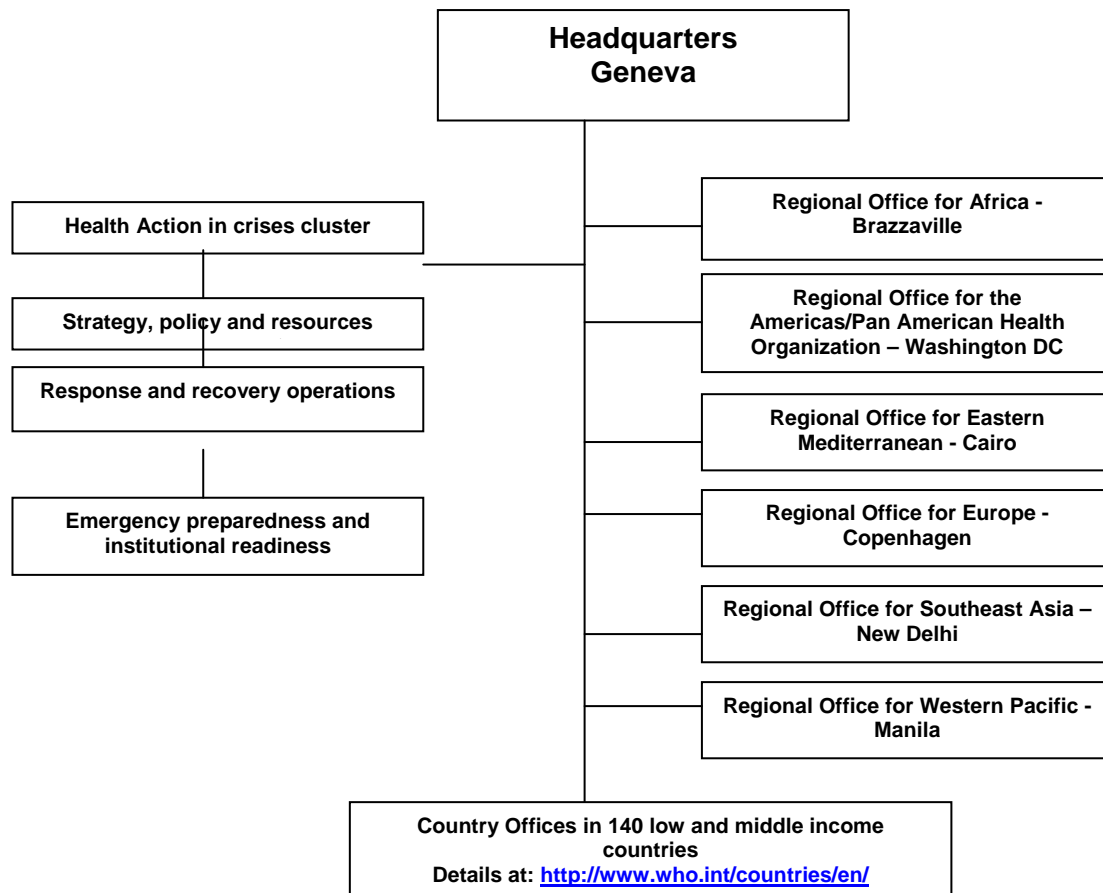 Headquarters
Geneva
Health Action in crises cluster
Strategy, policy and resources
Response and recovery operations
Emergency preparedness and
institutional readiness
Regional Office for Africa -
Brazzaville
Regional Office for the
Americas/Pan American Health
Organization – Washington DC
Regional Office for Eastern
Mediterranean - Cairo
Regional Office for Europe -
Copenhagen
Regional Office for Southeast Asia –
New Delhi
Regional Office for Western Pacific -
Manila
Country Offices in 140 low and middle income
countries
Details at: http://www.who.int/countries/en/